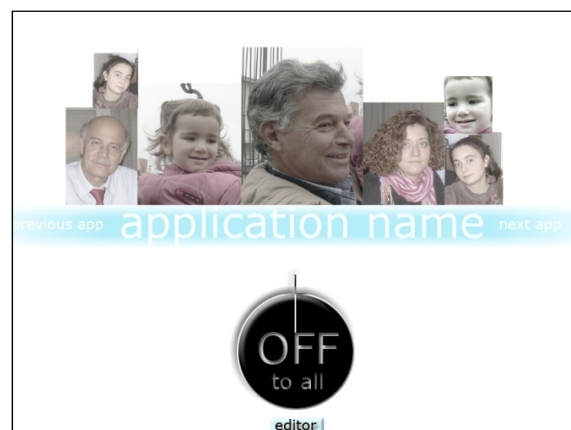 previous app application name next app
OFF
to all
editor